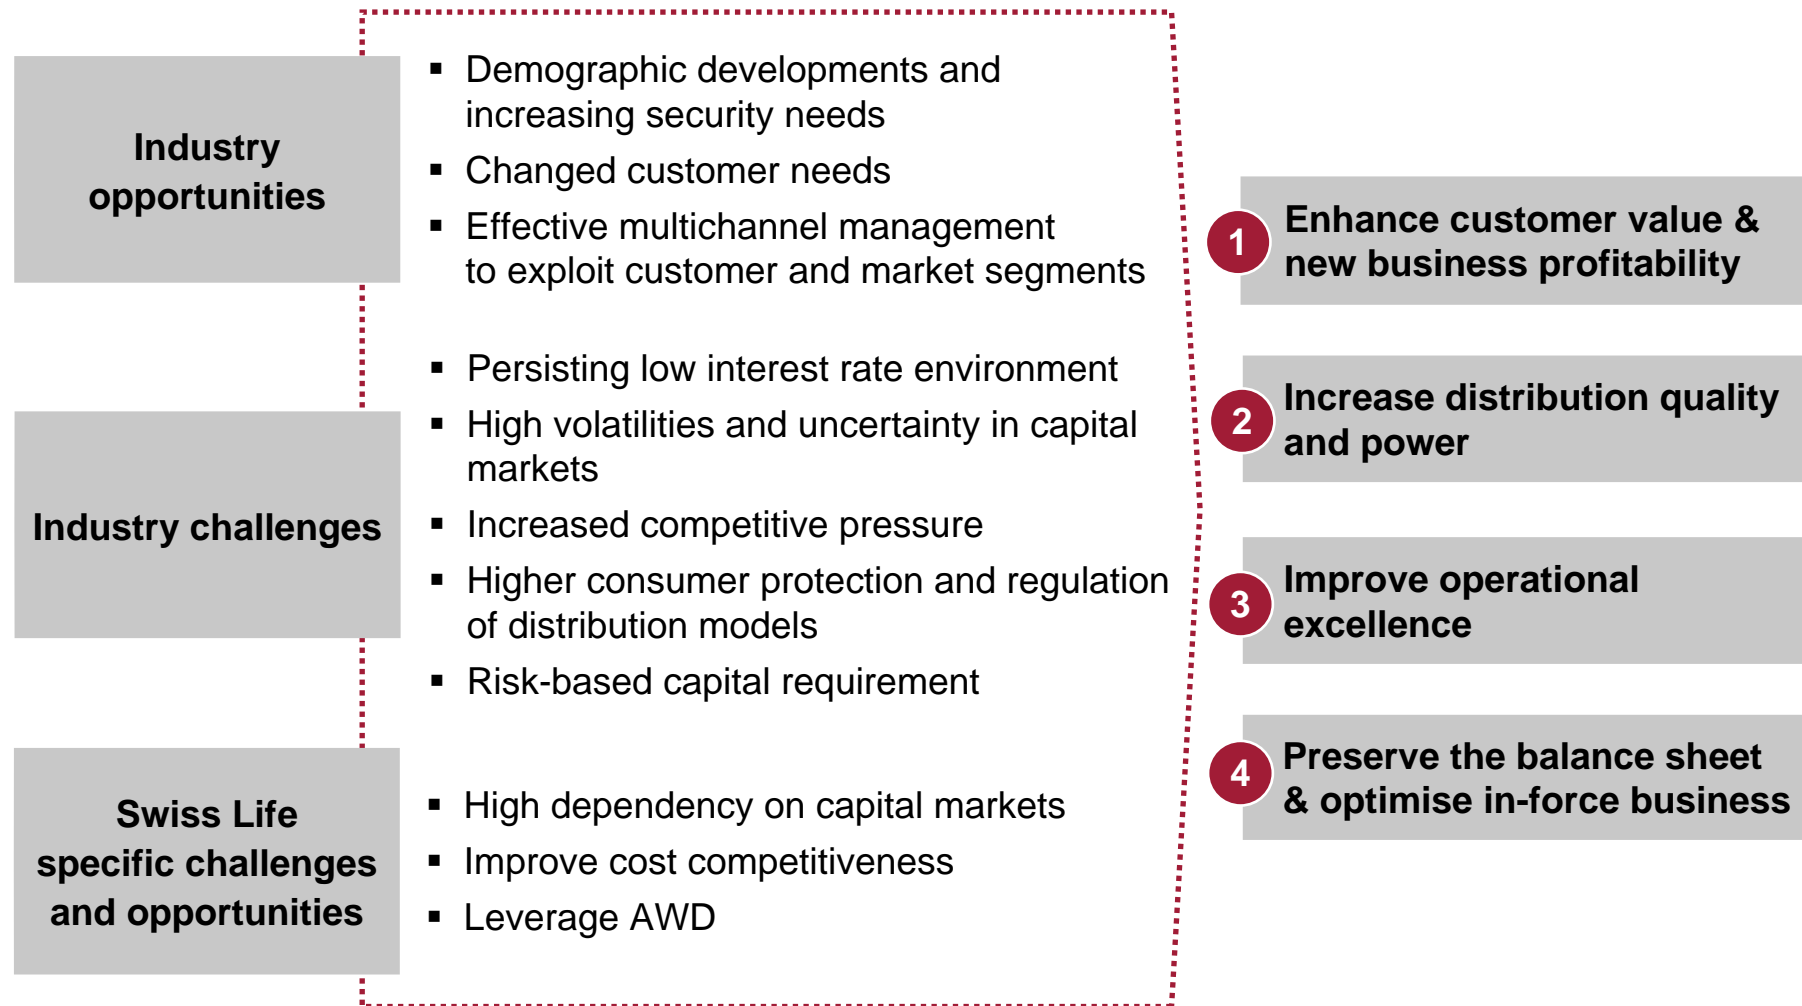 Industry
opportunities
▪ Demographic developments and
increasing security needs
▪ Changed customer needs
▪ Effective multichannel management
to exploit customer and market segments
Industry challenges
▪ Persisting low interest rate environment
▪ High volatilities and uncertainty in capital
markets
▪ Increased competitive pressure
▪ Higher consumer protection and regulation
of distribution models
▪ Risk-based capital requirement
Swiss Life
specific challenges
and opportunities
▪ High dependency on capital markets
▪ Improve cost competitiveness
▪ Leverage AWD
1
Enhance customer value &
new business profitability
2
Increase distribution quality
and power
3
Improve operational
excellence
4
Preserve the balance sheet
& optimise in-force business